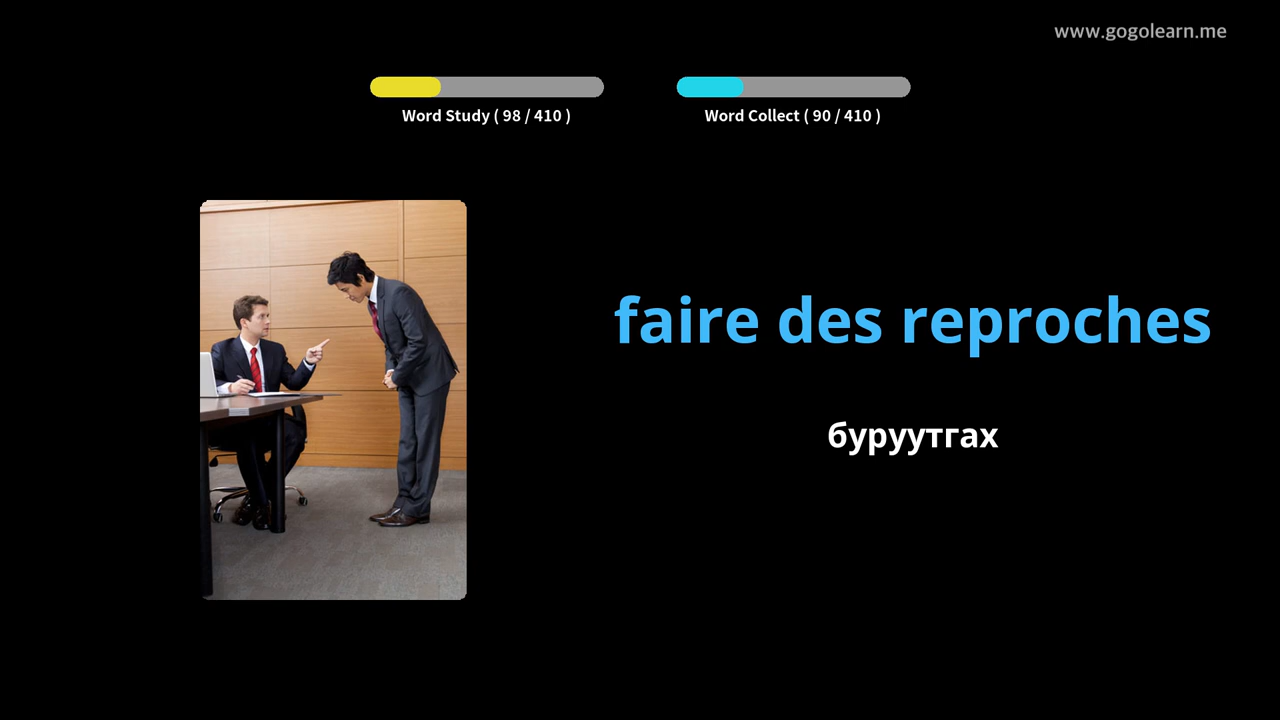 www.gogolearn.me
Word Study ( 98 / 410 )
Word Collect ( 90 / 410 )
faire des reproches
буруутгах